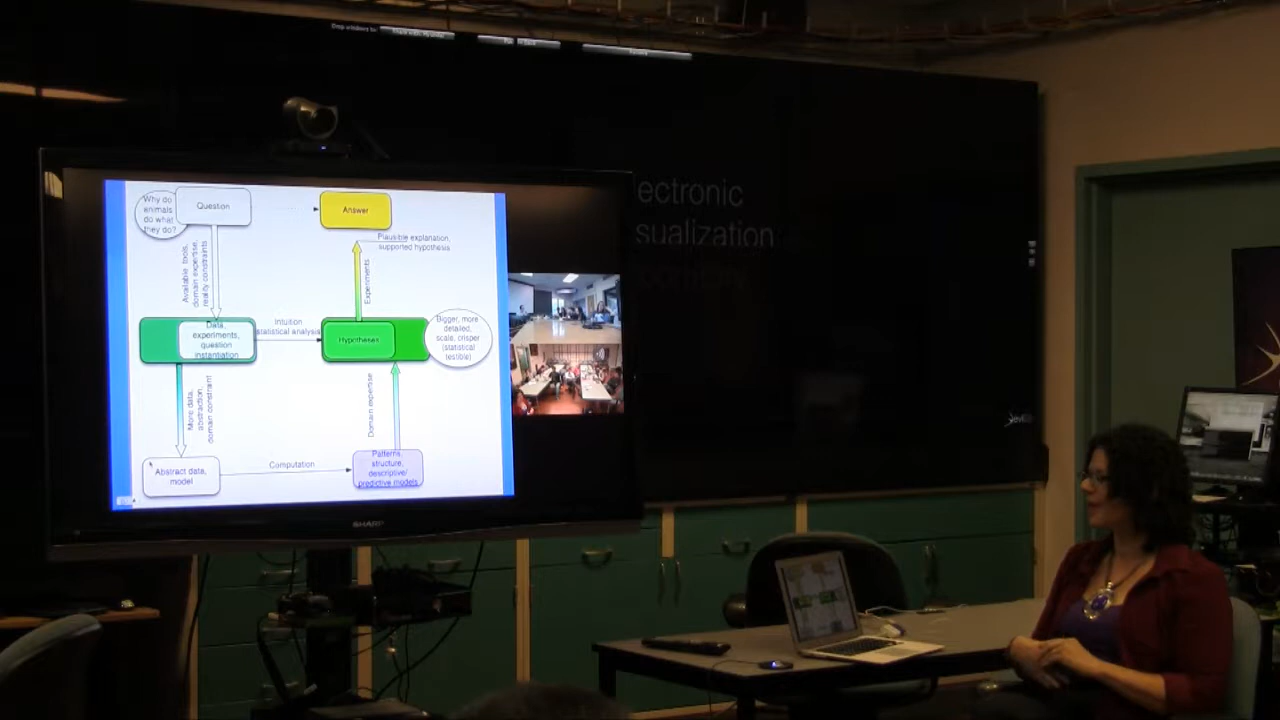 Why do
animals
do what
they do?
Question
Answer
Plausible explanation,
supported hypothesis
Available tools,
domain expertise,
reality constraints
Experiments
Data,
experiments,
question
instantiation
Intuition
statistical analysis
Hypotheses
Bigger, more
detailed,
scale, crisper
(statistical
(estible)
More data,
abstraction,
domain constraint
Domain expertise
Abstract data,
model
Computation
Patterns,
structure,
descriptive/
predictive models
SHARP
ectronic
sualization